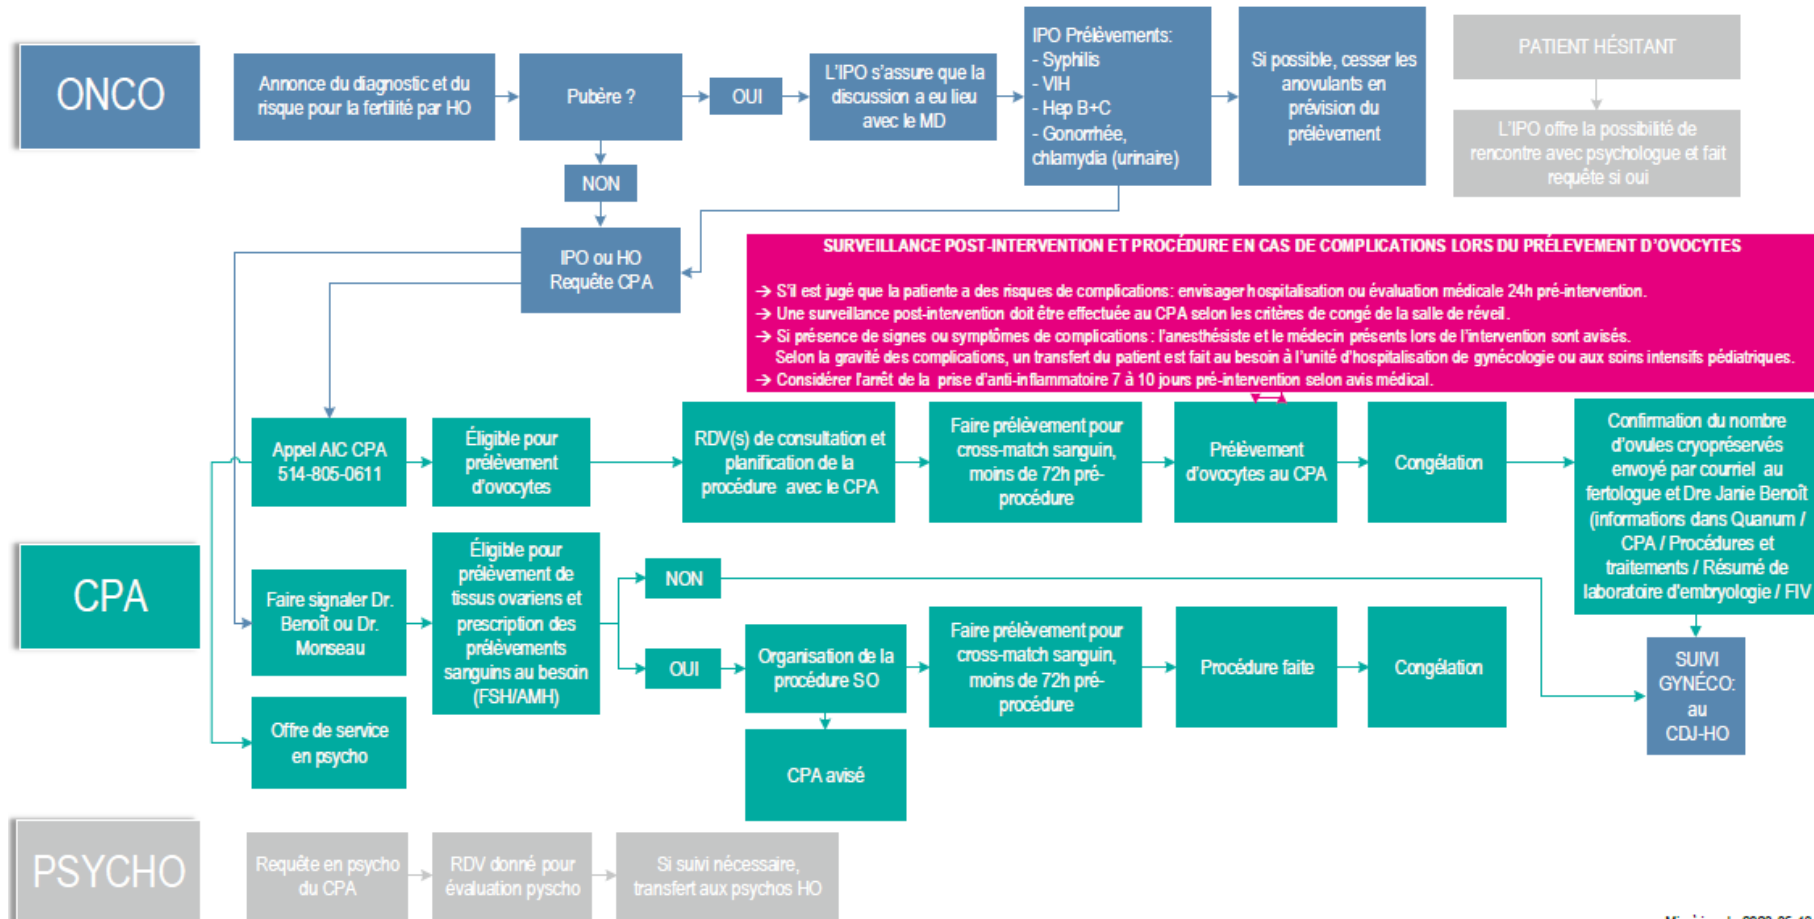 ONCO
Annonce du diagnostic et du
risque pour la fertilité par HO
Pubère ?
OUI
L'IPO s'assure que la
discussion a eu lieu
avec le MD
IPO Prélèvements:
- Syphilis
- VIH
- Hep B+C
- Gonorrhée,
chlamydia (urinaire)
Si possible, cesser les
anovulants en
prévision du
prélèvement
PATIENT HÉSITANT
L'IPO offre la possibilité de
rencontre avec psychologue et fait
requête si oui
NON
IPO ou HO
Requête CPA
SURVEILLANCE POST-INTERVENTION ET PROCÉDURE EN CAS DE COMPLICATIONS LORS DU PRÉLEVEMENT D'OVOCYTES
→ S'il est jugé que la patiente a des risques de complications: envisager hospitalisation ou évaluation médicale 24h pré-intervention.
→ Une surveillance post-intervention doit être effectuée au CPA selon les critères de congé de la salle de réveil.
→ Si présence de signes ou symptômes de complications : l'anesthésiste et le médecin présents lors de l'intervention sont avisés.
Selon la gravité des complications, un transfert du patient est fait au besoin à l'unité d'hospitalisation de gynécologie ou aux soins intensifs pédiatriques.
→ Considérer l'arrêt de la prise d'anti-inflammatoire 7 à 10 jours pré-intervention selon avis médical.
CPA
Appel AIC CPA
514-805-0611
Éligible pour
prélèvement
d'ovocytes
RDV(s) de consultation et
planification de la
procédure avec le CPA
Faire prélèvement pour
cross-match sanguin,
moins de 72h pré-
procédure
Prélèvement
d'ovocytes au CPA
Congélation
Confirmation du nombre
d'ovules cryopréservés
envoyé par courriel au
fertologue et Dre Janie Benoît
(informations dans Quanum /
CPA / Procédures et
traitements / Résumé de
laboratoire d'embryologie / FIV
Faire signaler Dr.
Benoît ou Dr.
Monseau
Éligible pour
prélèvement de
tissus ovariens et
prescription des
prélèvements
sanguins au besoin
(FSH/AMH)
NON
OUI
Organisation de la
procédure SO
Faire prélèvement pour
cross-match sanguin,
moins de 72h pré-
procédure
Procédure faite
Congélation
SUIVI
GYNÉCO:
au
CDJ-HO
Offre de service
en psycho
CPA avisé
PSYCHO
Requête en psycho
du CPA
RDV donné pour
évaluation pyscho
Si suivi nécessaire,
transfert aux psychos HO